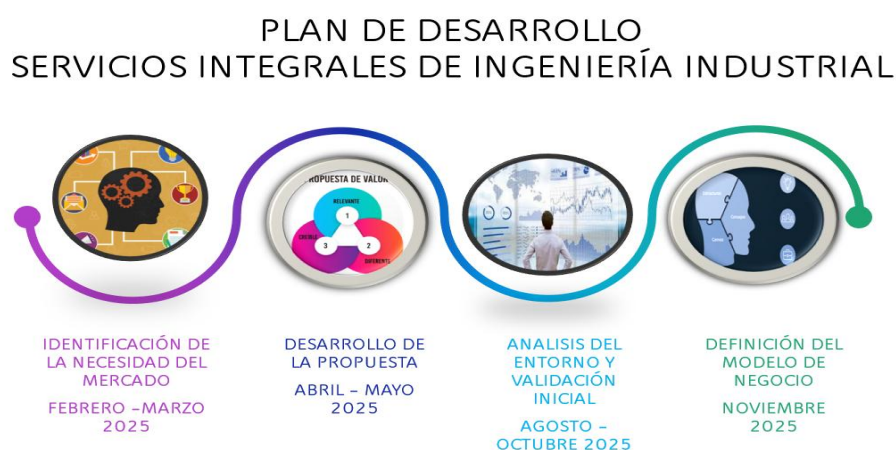 PLAN DE DESARROLLO
SERVICIOS INTEGRALES DE INGENIERÍA INDUSTRIAL
PROPUESTA DE VALOR
RELEVANTE
1
3
2
DIFERENTE
IDENTIFICACIÓN DE
LA NECESIDAD DEL
MERCADO
FEBRERO –MARZO
2025
DESARROLLO DE
LA PROPUESTA
ABRIL – MAYO
2025
ANALISIS DEL
ENTORNO Y
VALIDACIÓN
INICIAL
AGOSTO –
OCTUBRE 2025
DEFINICIÓN DEL
MODELO DE
NEGOCIO
NOVIEMBRE
2025